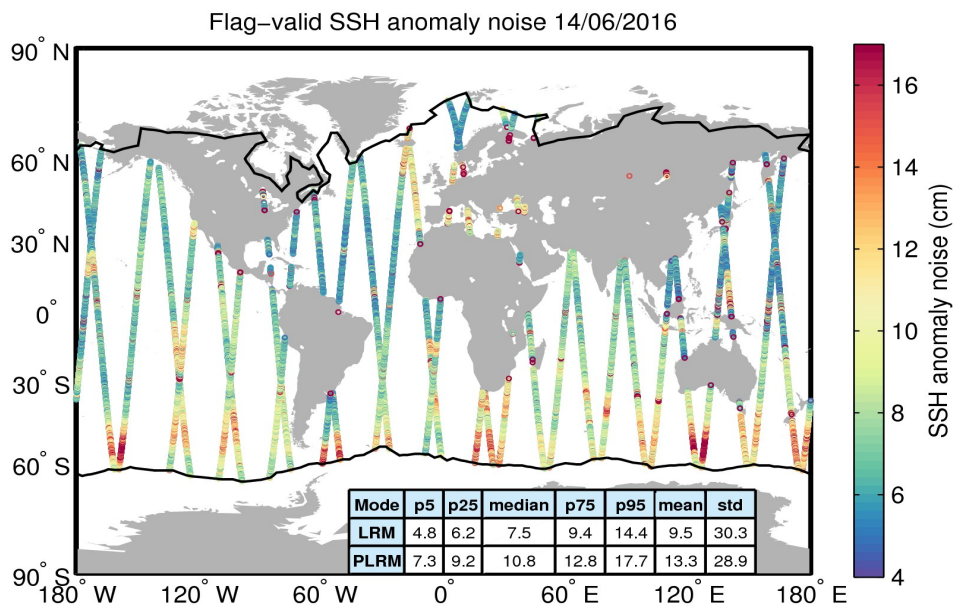 Flag−valid SSH anomaly noise 14/06/2016
90° N
60° N
30° N
0°
30° S
60° S
90° S
180° W
120° W
60° W
0°
60° E
120° E
180° E
Mode p5 p25 median p75 p95 mean std
LRM 4.8 6.2 7.5 9.4 14.4 9.5 30.3
PLRM 7.3 9.2 10.8 12.8 17.7 13.3 28.9
16
14
12
10
8
6
4
SSH anomaly noise (cm)